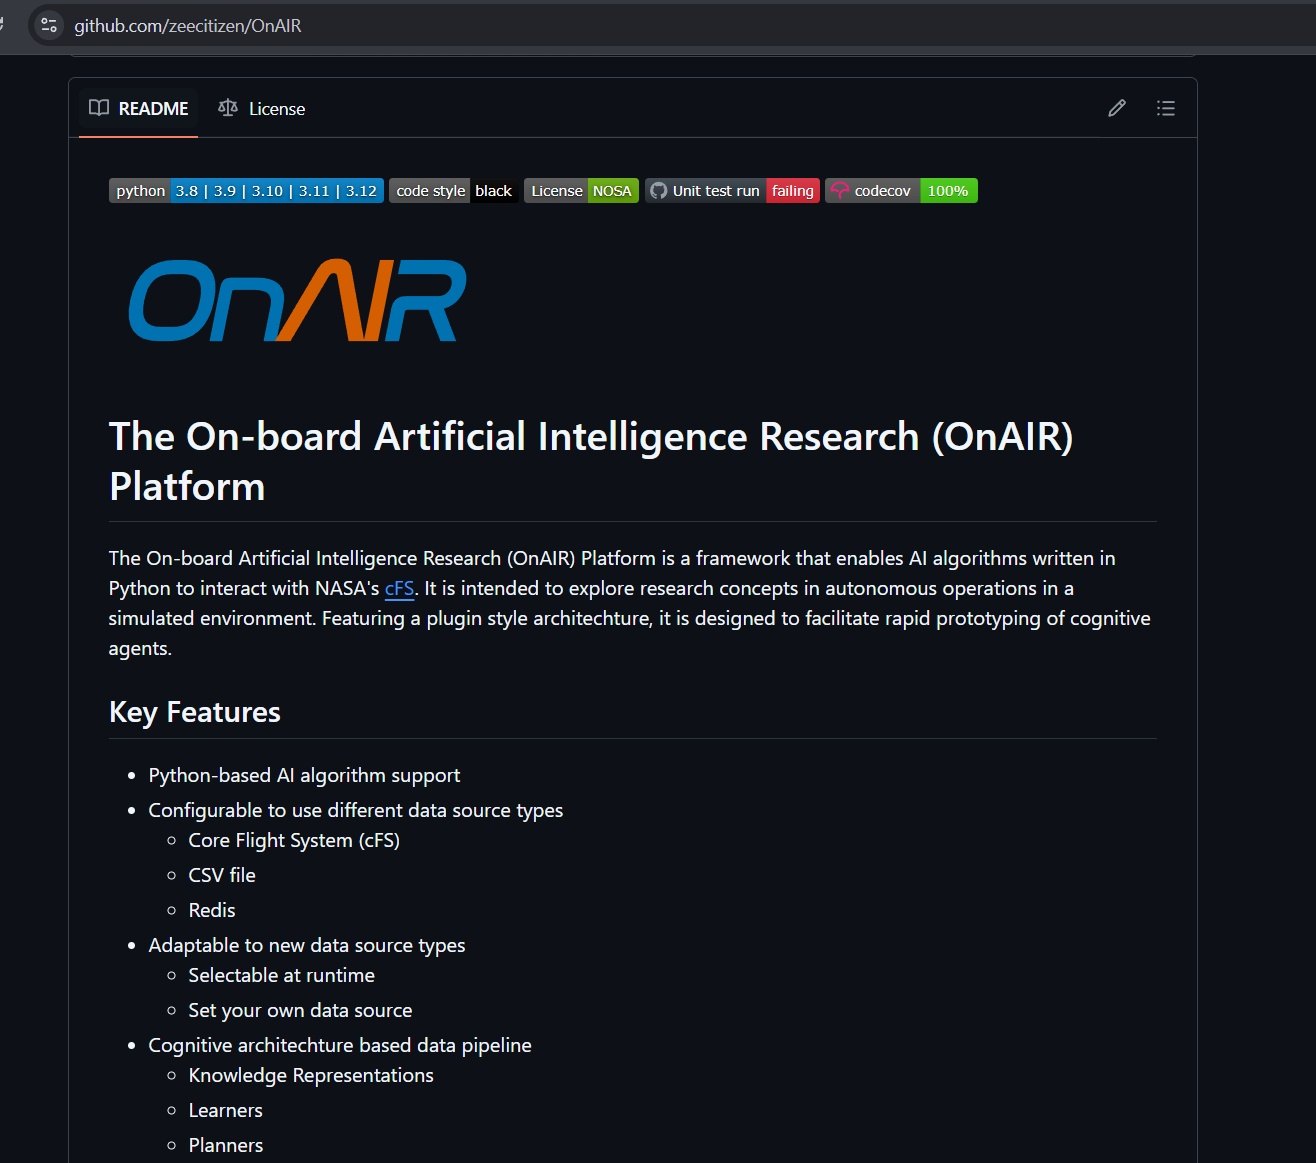 github.com/zeecitizen/OnAIR
README License
python 3.8 | 3.9 | 3.10 | 3.11 | 3.12 code style black License NOSA Unit test run failing codecov 100%
OnAIR
The On-board Artificial Intelligence Research (OnAIR)
Platform
The On-board Artificial Intelligence Research (OnAIR) Platform is a framework that enables AI algorithms written in
Python to interact with NASA's cFS. It is intended to explore research concepts in autonomous operations in a
simulated environment. Featuring a plugin style architechture, it is designed to facilitate rapid prototyping of cognitive
agents.
Key Features
Python-based AI algorithm support
Configurable to use different data source types
Core Flight System (cFS)
CSV file
Redis
Adaptable to new data source types
Selectable at runtime
Set your own data source
Cognitive architechture based data pipeline
Knowledge Representations
Learners
Planners